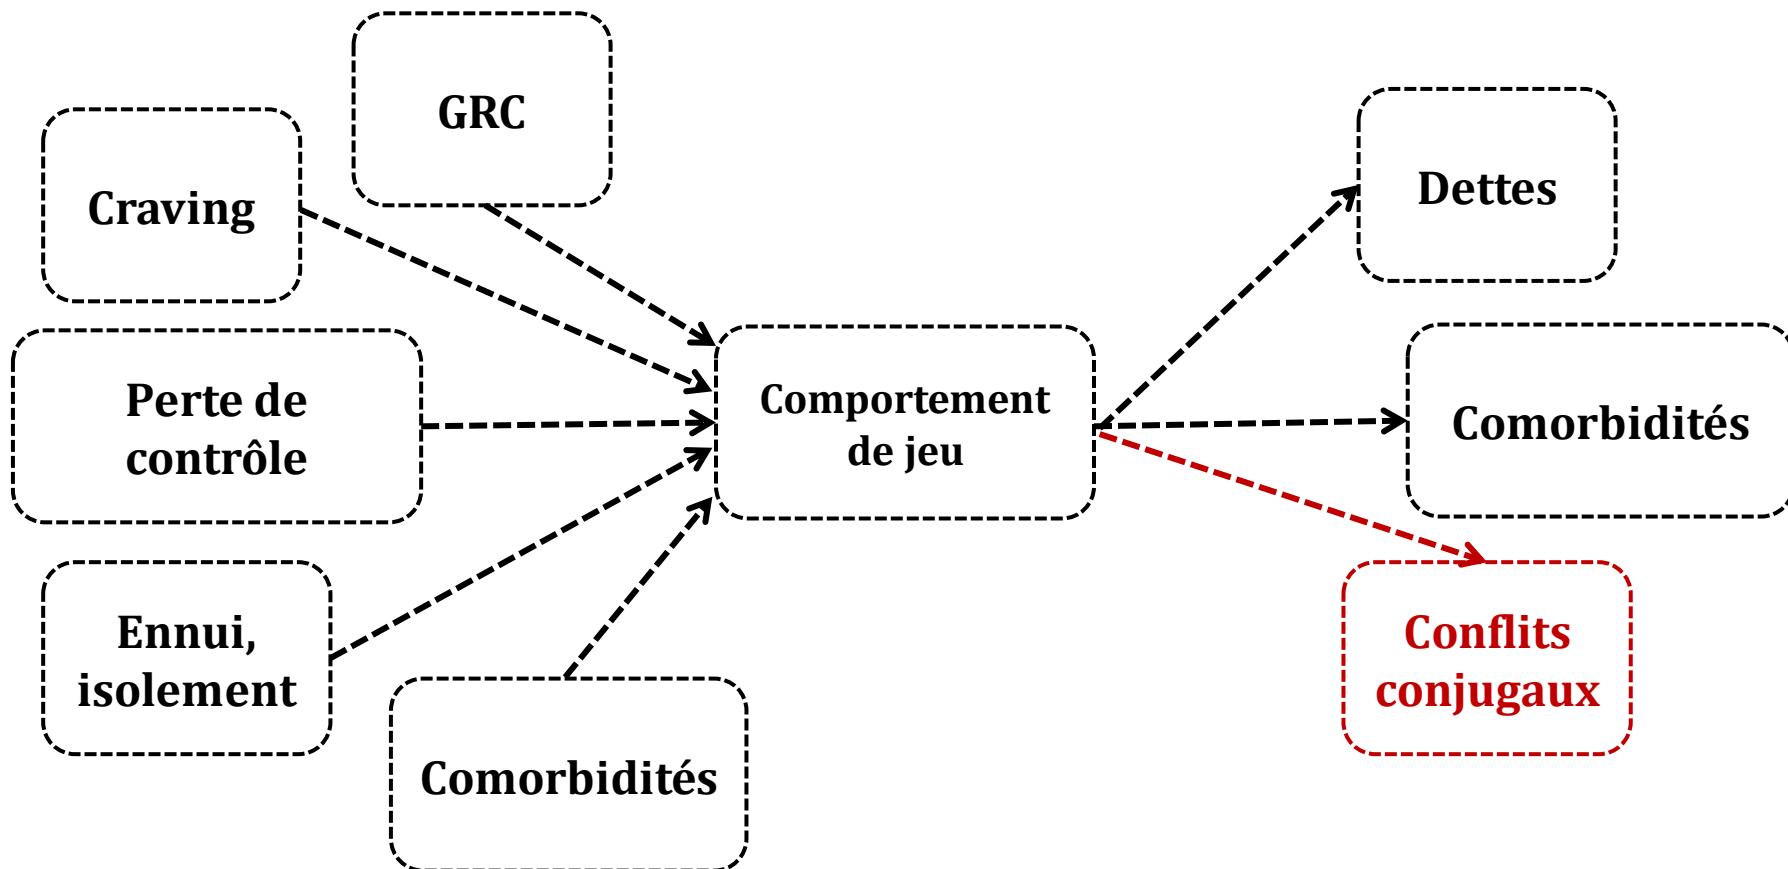 GRC
Craving
Perte de
contrôle
Ennui,
isolement
Comorbidités
Comportement
de jeu
Dettes
Comorbidités
Conflits
conjugaux